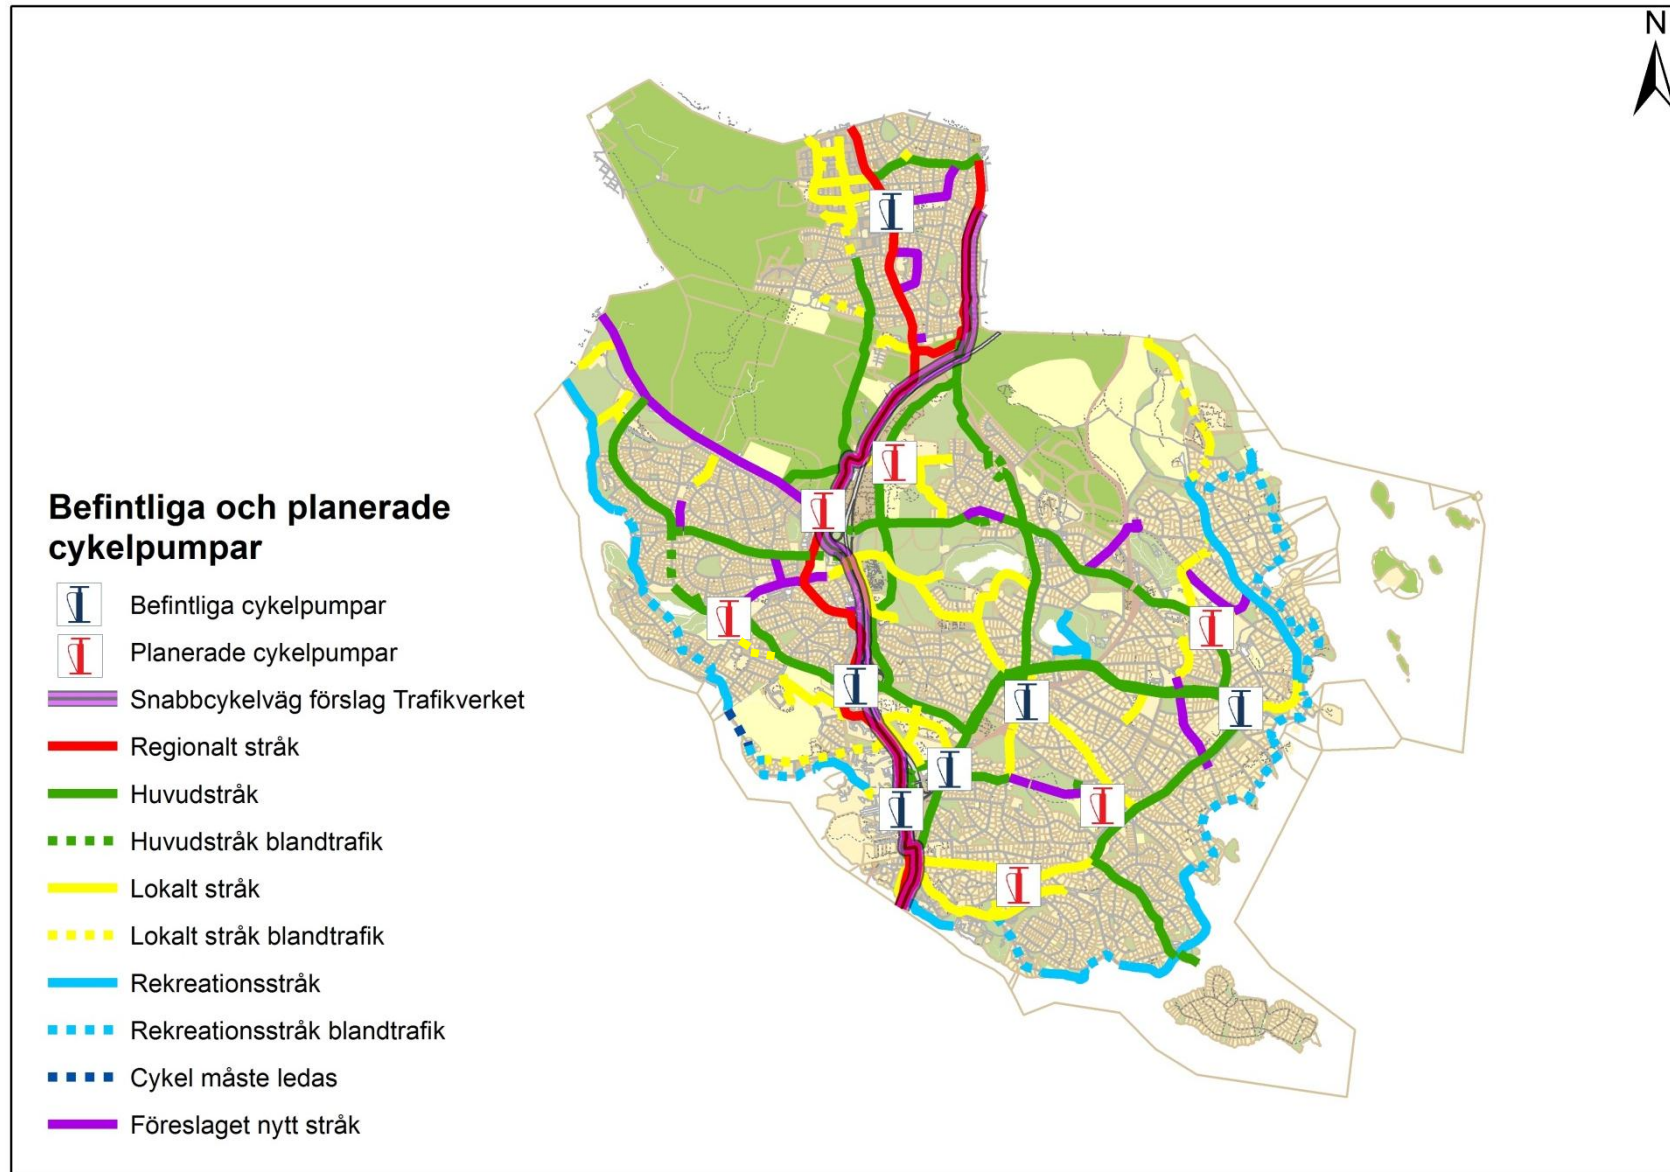 N
Befintliga och planerade
cykelpumpar
Befintliga cykelpumpar
Planerade cykelpumpar
Snabbcykelväg förslag Trafikverket
Regionalt stråk
Huvudstråk
Huvudstråk blandtrafik
Lokalt stråk
Lokalt stråk blandtrafik
Rekreationsstråk
Rekreationsstråk blandtrafik
Cykel måste ledas
Föreslaget nytt stråk